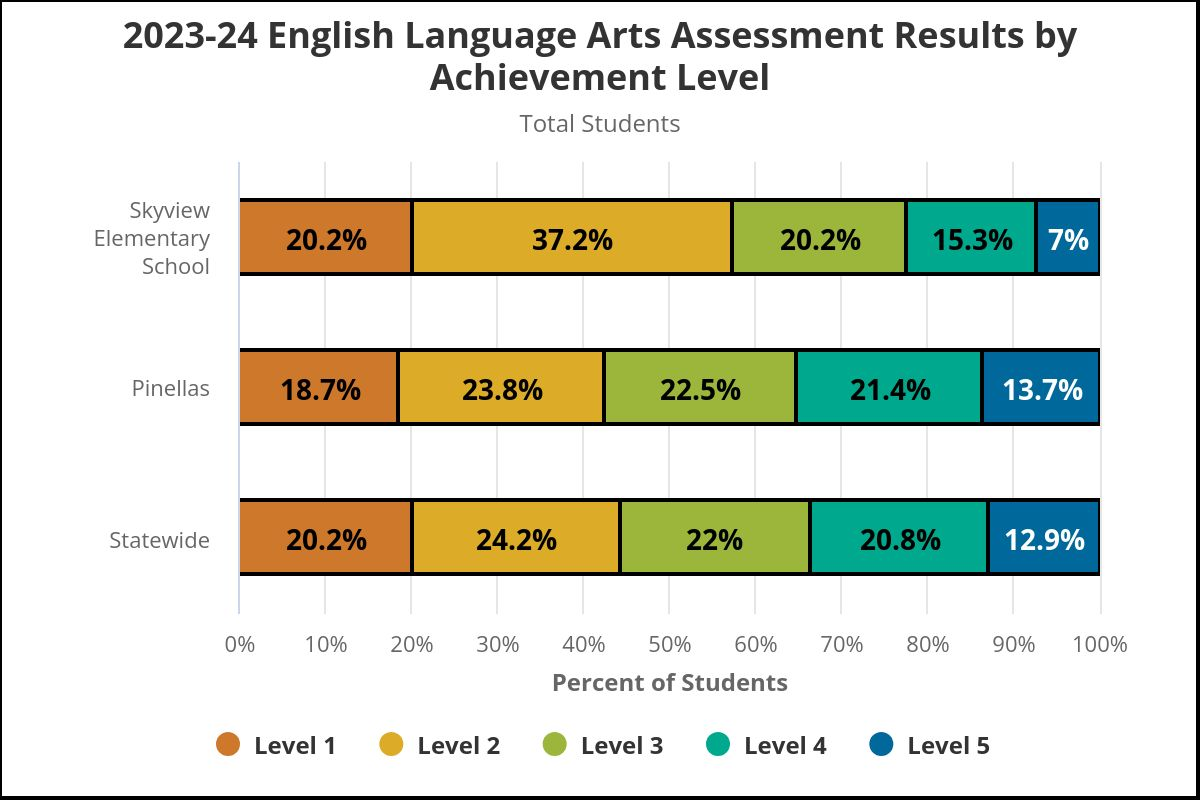 2023-24 English Language Arts Assessment Results by
Achievement Level
Total Students
Skyview
Elementary
School
20.2% 37.2% 20.2% 15.3% 7%
Pinellas 18.7% 23.8% 22.5% 21.4% 13.7%
Statewide 20.2% 24.2% 22% 20.8% 12.9%
0% 10% 20% 30% 40% 50% 60% 70% 80% 90% 100%
Percent of Students
Level 1 Level 2 Level 3 Level 4 Level 5